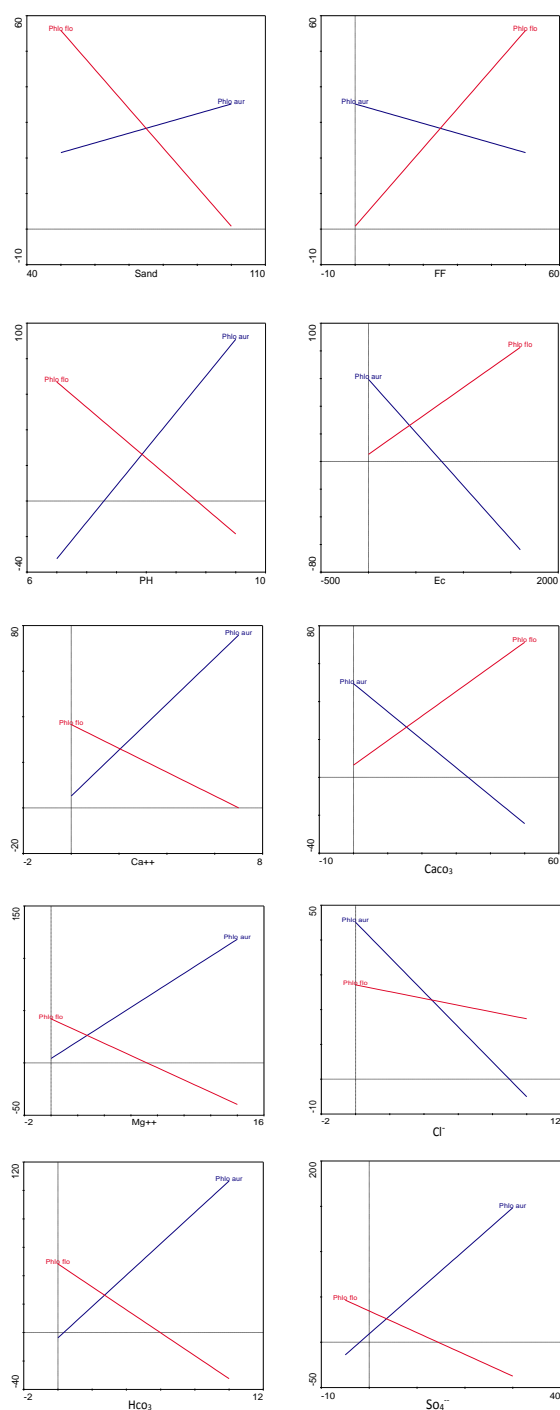 60
60
Phlo flo
Phlo flo
Phlo aur
Phlo aur
-10
-10
40
Sand
110
-10
FF
60
100
100
Phlo aur
Phlo flo
Phlo flo
Phlo aur
-40
-80
6
PH
10
-500
Ec
2000
80
80
Phlo aur
Phlo flo
Phlo flo
Phlo aur
-20
-40
-2
Ca++
8
-10
Caco₃
60
150
50
Phlo aur
Phlo aur
Phlo flo
Phlo flo
-50
-10
-2
Mg++
16
-2
Cl⁻
12
120
200
Phlo aur
Phlo aur
Phlo flo
Phlo flo
-40
-50
-2
Hco₃
12
-10
So₄⁻⁻
40